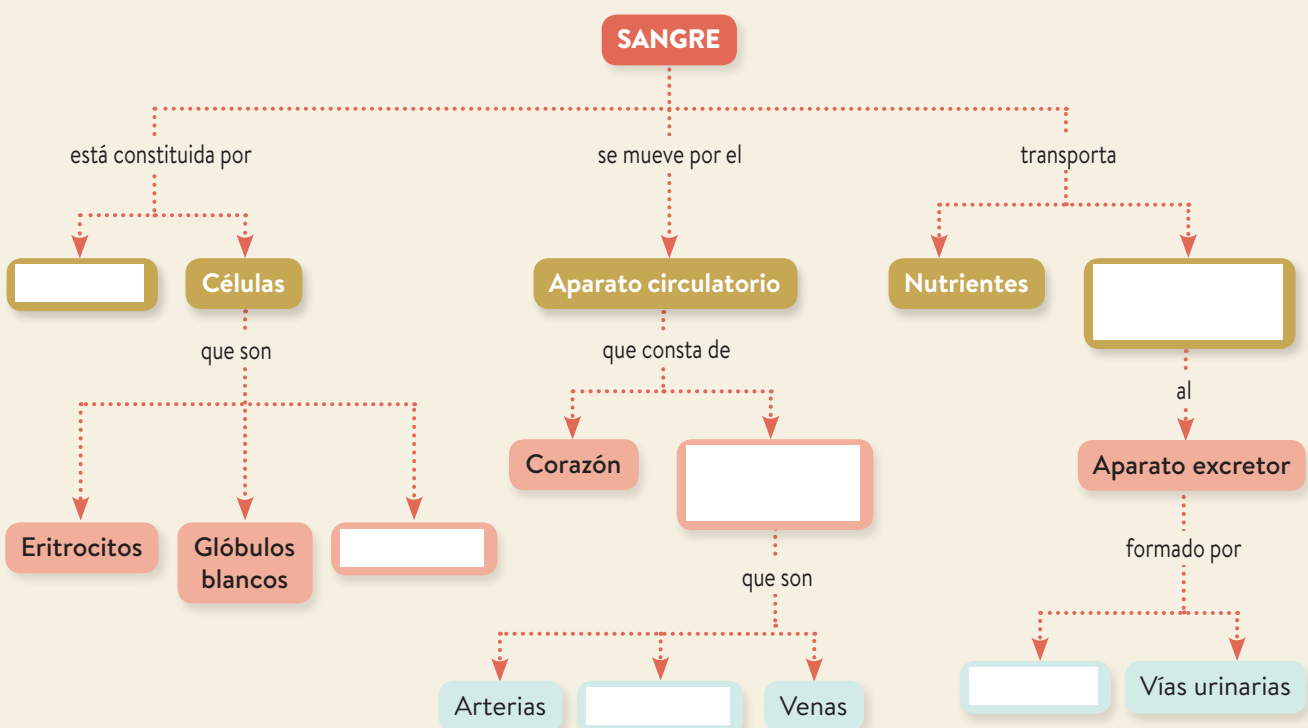 SANGRE
está constituida por
se mueve por el
transporta
Células
Aparato circulatorio
Nutrientes
que son
que consta de
al
Corazón
Aparato excretor
Eritrocitos
Glóbulos
blancos
formado por
que son
Arterias
Venas
Vías urinarias